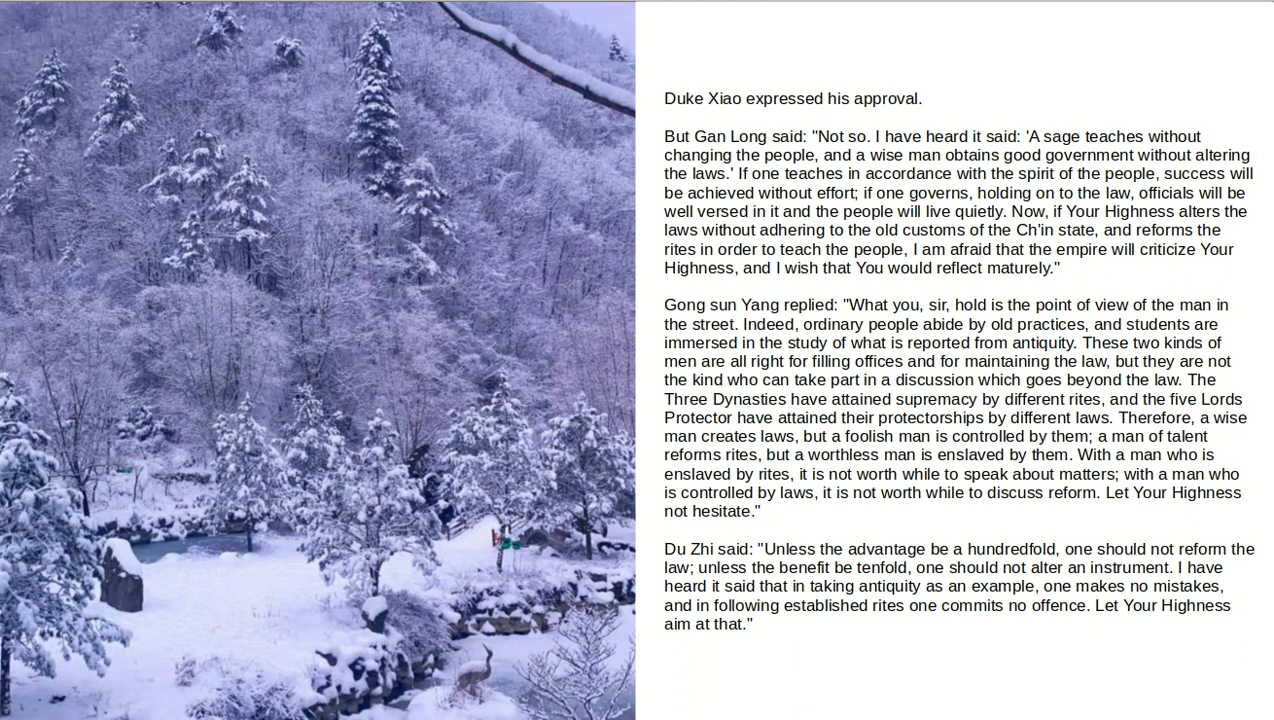 Duke Xiao expressed his approval.
But Gan Long said: "Not so. I have heard it said: 'A sage teaches without
changing the people, and a wise man obtains good government without altering
the laws.' If one teaches in accordance with the spirit of the people, success will
be achieved without effort; if one governs, holding on to the law, officials will be
well versed in it and the people will live quietly. Now, if Your Highness alters the
laws without adhering to the old customs of the Ch'in state, and reforms the
rites in order to teach the people, I am afraid that the empire will criticize Your
Highness, and I wish that You would reflect maturely."
Gong sun Yang replied: "What you, sir, hold is the point of view of the man in
the street. Indeed, ordinary people abide by old practices, and students are
immersed in the study of what is reported from antiquity. These two kinds of
men are all right for filling offices and for maintaining the law, but they are not
the kind who can take part in a discussion which goes beyond the law. The
Three Dynasties have attained supremacy by different rites, and the five Lords
Protector have attained their protectorships by different laws. Therefore, a wise
man creates laws, but a foolish man is controlled by them; a man of talent
reforms rites, but a worthless man is enslaved by them. With a man who is
enslaved by rites, it is not worth while to speak about matters; with a man who
is controlled by laws, it is not worth while to discuss reform. Let Your Highness
not hesitate."
Du Zhi said: "Unless the advantage be a hundredfold, one should not reform the
law; unless the benefit be tenfold, one should not alter an instrument. I have
heard it said that in taking antiquity as an example, one makes no mistakes,
and in following established rites one commits no offence. Let Your Highness
aim at that."